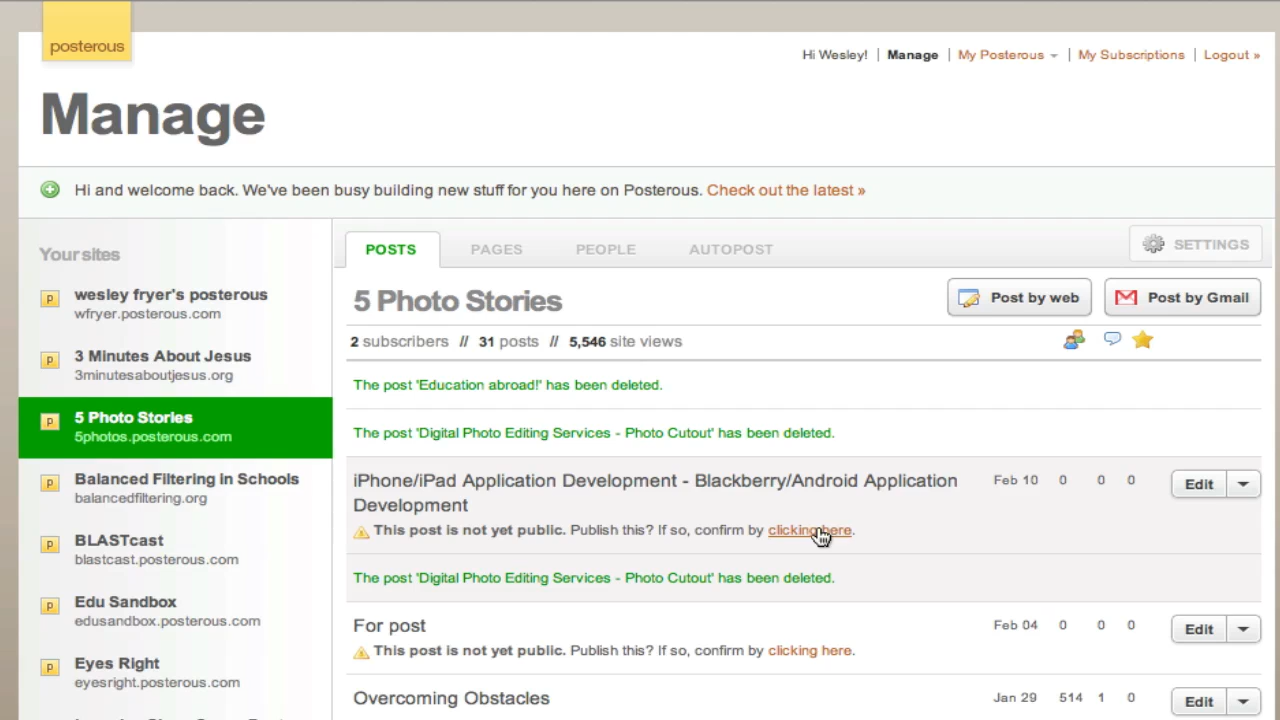 posterous
Hi Wesley! | Manage | My Posterous | My Subscriptions | Logout »
Manage
Hi and welcome back. We've been busy building new stuff for you here on Posterous. Check out the latest »
Your sites
P wesley fryer's posterous
wfryer.posterous.com
P 3 Minutes About Jesus
3minutesaboutjesus.org
P 5 Photo Stories
5photos.posterous.com
P Balanced Filtering in Schools
balancedfiltering.org
P BLASTcast
blastcast.posterous.com
P Edu Sandbox
edusandbox.posterous.com
P Eyes Right
eyesright.posterous.com
POSTS PAGES PEOPLE AUTOPOST SETTINGS
5 Photo Stories Post by web Post by Gmail
2 subscribers // 31 posts // 5,546 site views
The post 'Education abroad!' has been deleted.
The post 'Digital Photo Editing Services - Photo Cutout' has been deleted.
iPhone/iPad Application Development - Blackberry/Android Application Feb 10 0 0 0 Edit
Development
This post is not yet public. Publish this? If so, confirm by clicking here.
The post 'Digital Photo Editing Services - Photo Cutout' has been deleted.
For post Feb 04 0 0 0 Edit
This post is not yet public. Publish this? If so, confirm by clicking here.
Overcoming Obstacles Jan 29 514 1 0 Edit